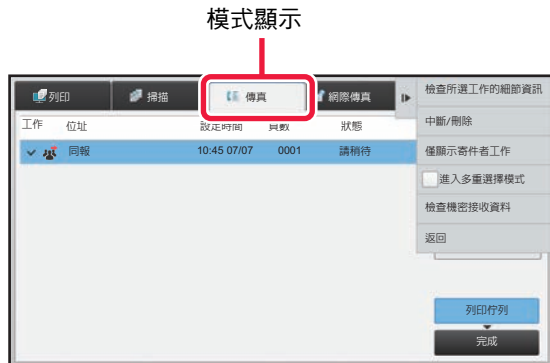 模式顯示
列印 掃描 傳真 網際傳真
工作 位址 設定時間 頁數 狀態
同報 10:45 07/07 0001 請稍待
檢查所選工作的細節資訊
中斷/刪除
僅顯示寄件者工作
進入多重選擇模式
檢查機密接收資料
返回
列印佇列
完成